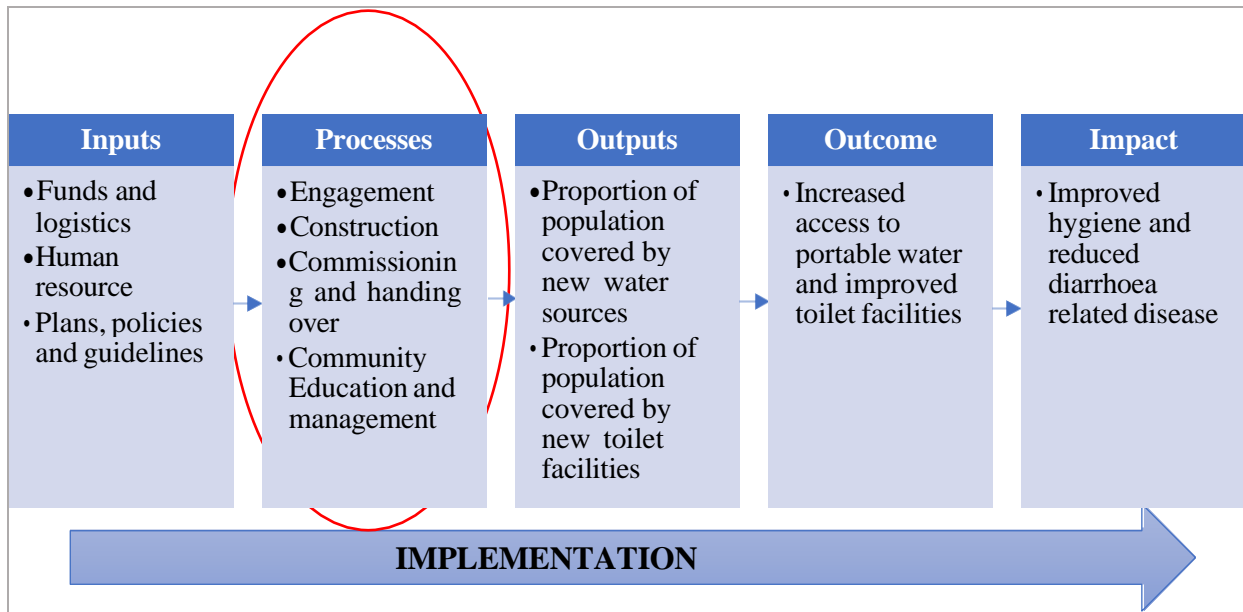 Inputs
• Funds and
logistics
• Human
resource
• Plans, policies
and guidelines
Processes
• Engagement
• Construction
• Commissionin
g and handing
over
• Community
Education and
management
Outputs
• Proportion of
population
covered by
new water
sources
• Proportion of
population
covered by
new toilet
facilities
Outcome
• Increased
access to
portable water
and improved
toilet facilities
Impact
• Improved
hygiene and
reduced
diarrhoea
related disease
IMPLEMENTATION